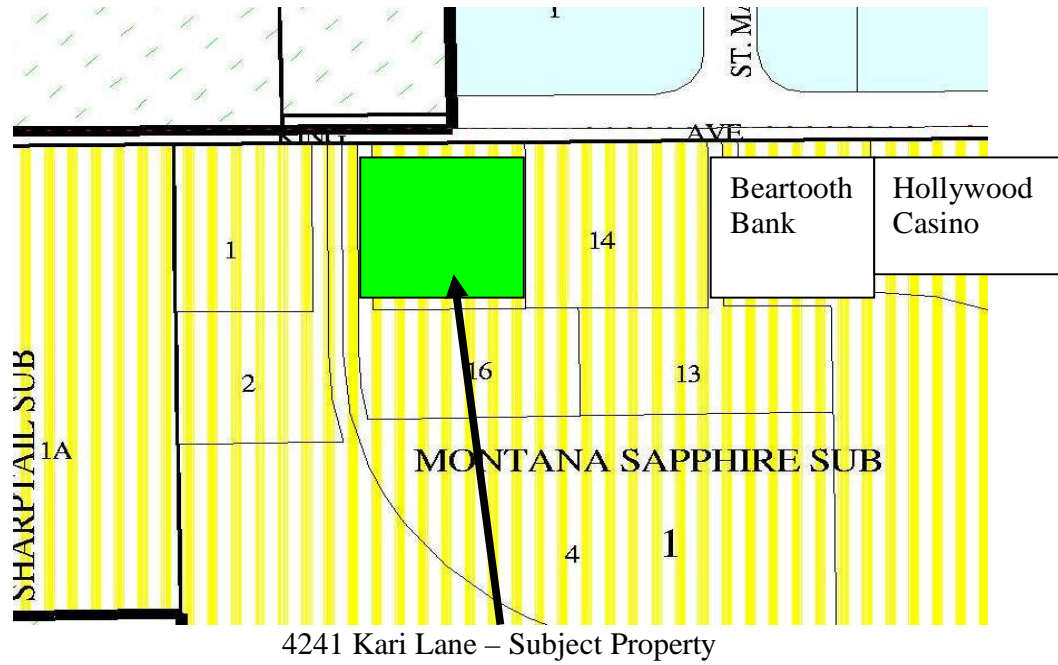 1
ST. MA
KING
AVE
Beartooth
Bank
Hollywood
Casino
1
14
2
16
13
SHARPTAIL SUB
1A
MONTANA SAPPHIRE SUB
4
1
4241 Kari Lane – Subject Property